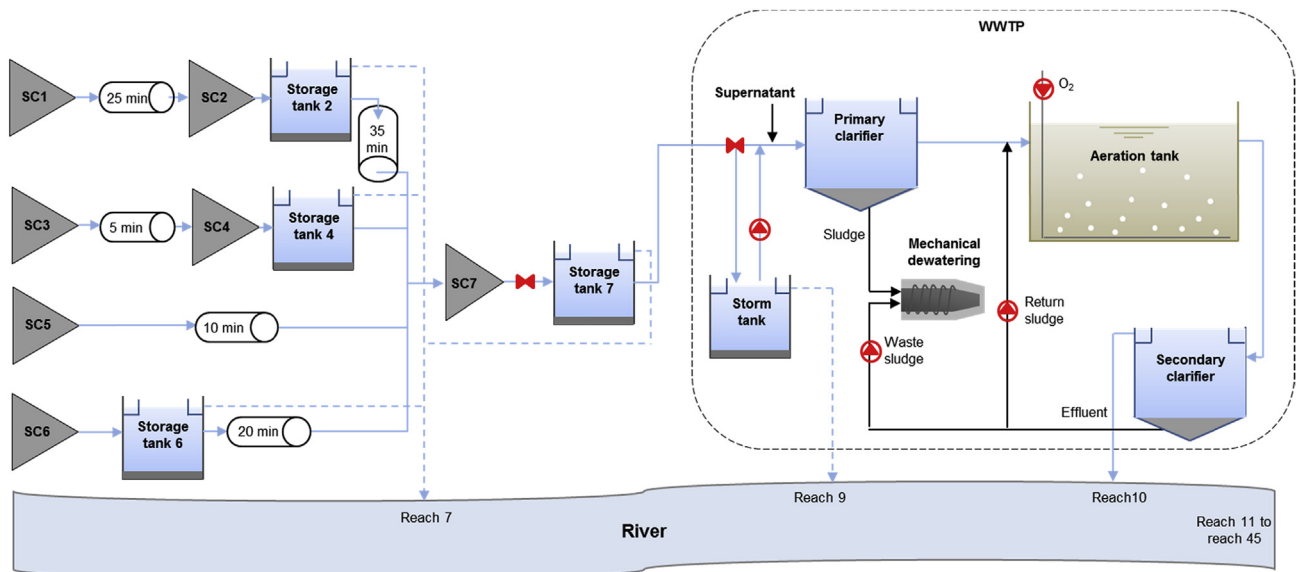 WWTP
SC1
25 min
SC2
Storage
tank 2
35
min
Supernatant
Primary
clarifier
O2
Aeration tank
SC3
5 min
SC4
Storage
tank 4
Sludge
Mechanical
dewatering
SC7
Storage
tank 7
Storm
tank
Return
sludge
SC5
10 min
Waste
sludge
Secondary
clarifier
Effluent
SC6
Storage
tank 6
20 min
Reach 7
Reach 9
Reach10
River
Reach 11 to
reach 45